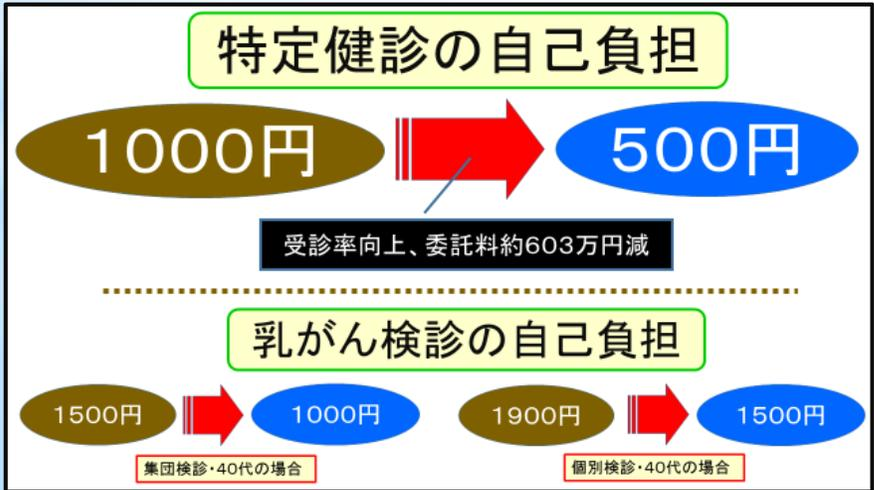 特定健診の自己負担
1000円
500円
受診率向上、委託料約603万円減
乳がん検診の自己負担
1500円
1000円
1900円
1500円
集団検診・40代の場合
個別検診・40代の場合